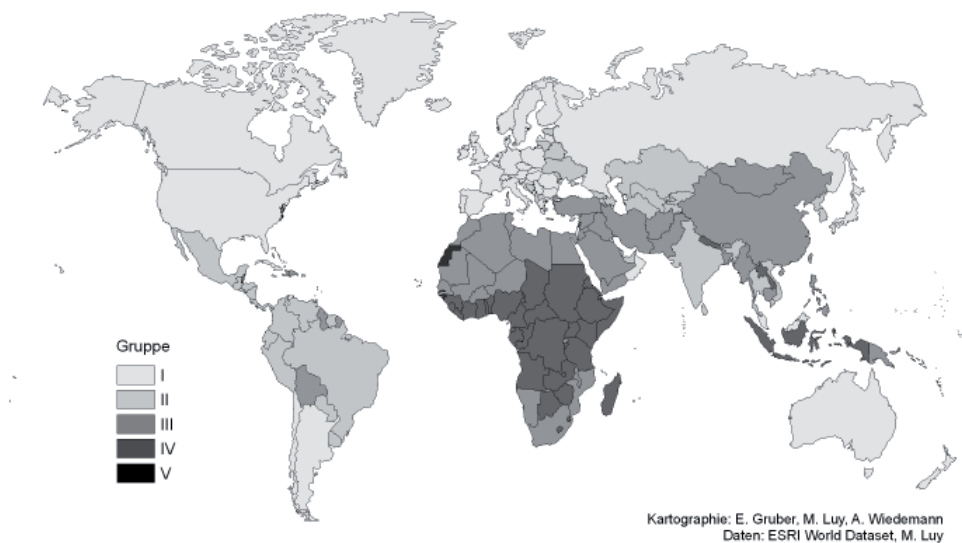 Gruppe
I
II
III
IV
V
Kartographie: E. Gruber, M. Luy, A. Wiedemann
Daten: ESRI World Dataset, M. Luy